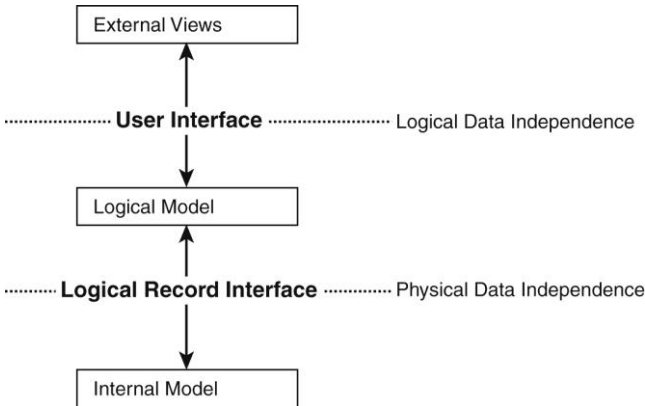 External Views
User Interface
Logical Data Independence
Logical Model
Logical Record Interface
Physical Data Independence
Internal Model